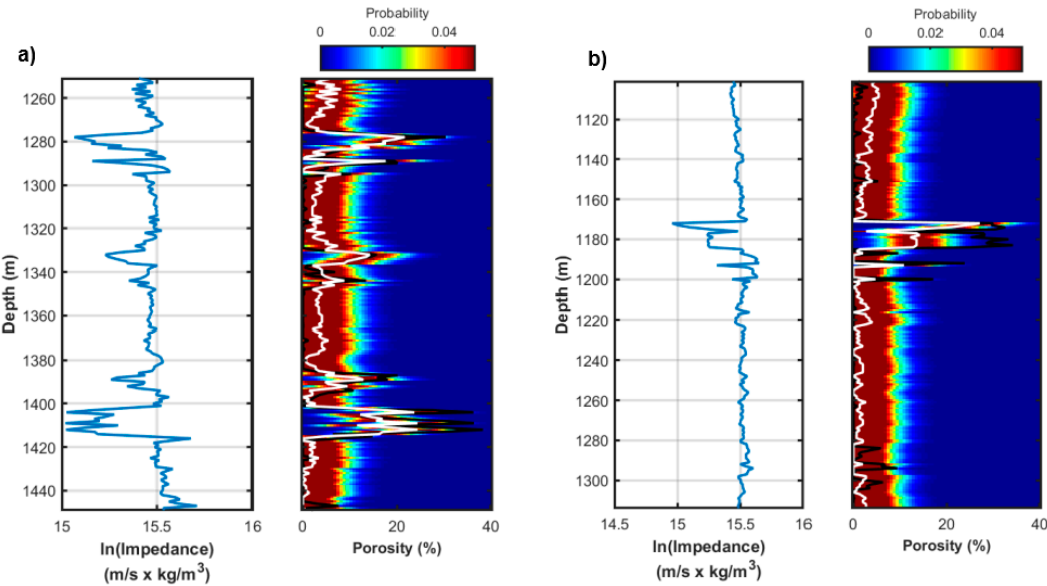 Probability
0 0.02 0.04
a)
1260
1280
1300
1320
1340
1360
1380
1400
1420
1440
Depth (m)
15 15.5 16
ln(Impedance)
(m/s x kg/m³)
0 20 40
Porosity (%)
Probability
0 0.02 0.04
b)
1120
1140
1160
1180
1200
1220
1240
1260
1280
1300
Depth (m)
14.5 15 15.5 16
ln(Impedance)
(m/s x kg/m³)
0 10 20 30 40
Porosity (%)